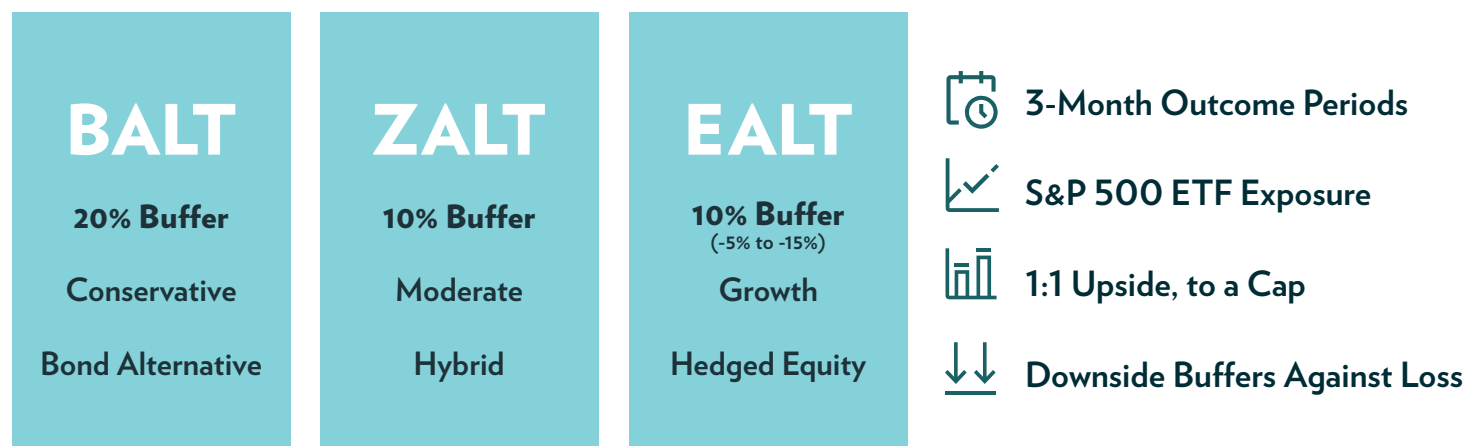 BALT
20% Buffer
Conservative
Bond Alternative
ZALT
10% Buffer
Moderate
Hybrid
EALT
10% Buffer
(-5% to -15%)
Growth
Hedged Equity
3-Month Outcome Periods
S&P 500 ETF Exposure
1:1 Upside, to a Cap
Downside Buffers Against Loss